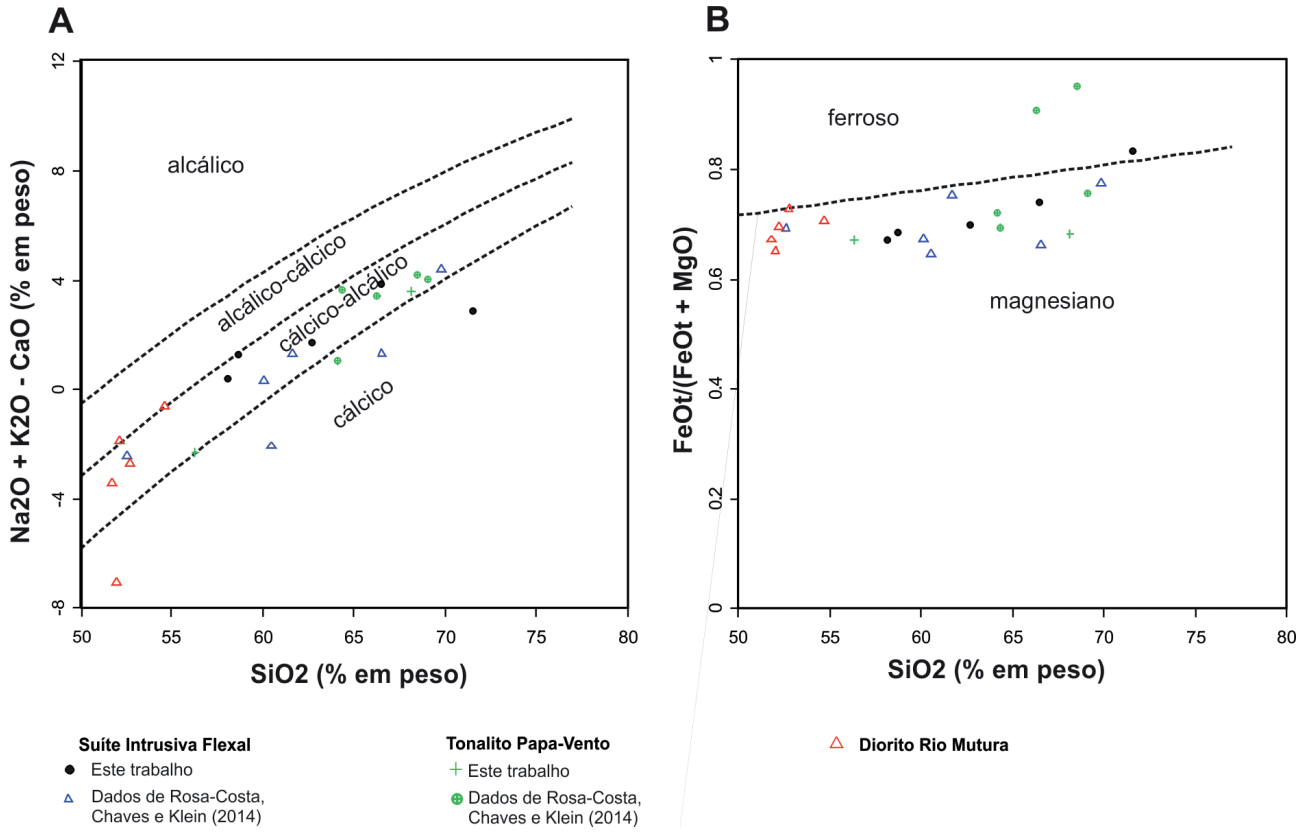 A
12
8
4
0
-4
-8
Na2O + K2O - CaO (% em peso)
alcálico
alcálico-cálcico
cálcico-alcálico
cálcico
50
55
60
65
70
75
80
SiO2 (% em peso)
B
1
0.8
0.6
0.4
0.2
0
FeOt/(FeOt + MgO)
ferroso
magnesiano
50
55
60
65
70
75
80
SiO2 (% em peso)
Suíte Intrusiva Flexal
Este trabalho
Dados de Rosa-Costa,
Chaves e Klein (2014)
Tonalito Papa-Vento
Este trabalho
Dados de Rosa-Costa,
Chaves e Klein (2014)
Diorito Rio Mutura